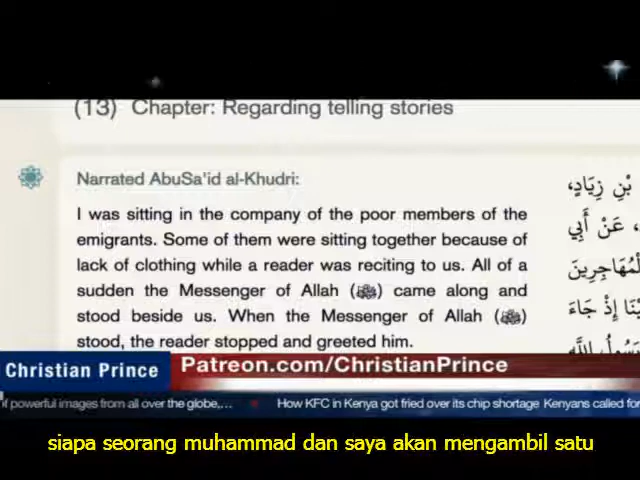 (13) Chapter: Regarding telling stories
Narrated AbuSa'id al-Khudri:
بْنِ زِيَادٍ،
I was sitting in the company of the poor members of the
، عَنْ أَبِي
emigrants. Some of them were sitting together because of
لْمُهَاجِرِينَ
lack of clothing while a reader was reciting to us. All of a
يْنَا إِذْ جَاءَ
sudden the Messenger of Allah (ﷺ) came along and
stood beside us. When the Messenger of Allah (ﷺ)
رَسُولُ اللَّهِ
stood, the reader stopped and greeted him.
Christian Prince
Patreon.com/ChristianPrince
if powerful images from all over the globe,... How KFC in Kenya got fried over its chip shortage Kenyans called for
siapa seorang muhammad dan saya akan mengambil satu